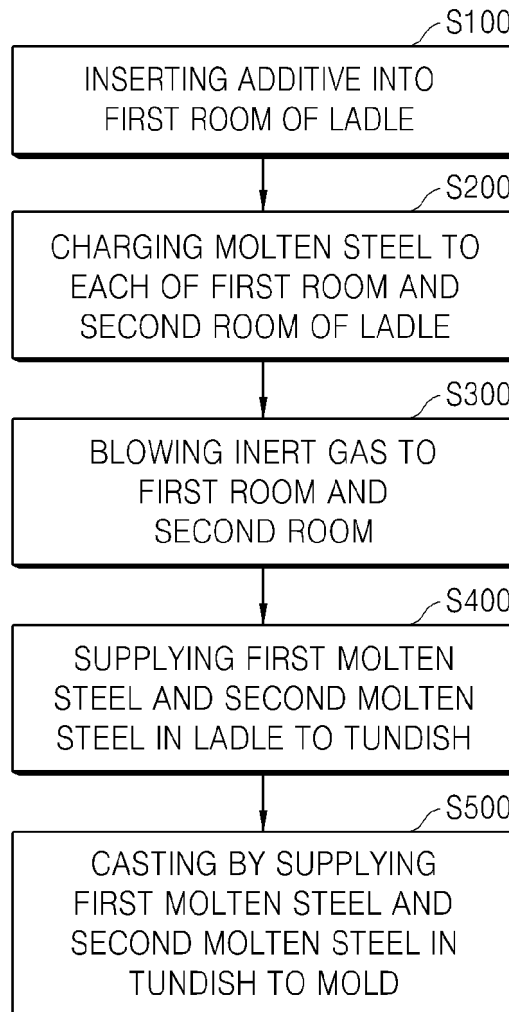 S100
INSERTING ADDITIVE INTO
FIRST ROOM OF LADLE
S200
CHARGING MOLTEN STEEL TO
EACH OF FIRST ROOM AND
SECOND ROOM OF LADLE
S300
BLOWING INERT GAS TO
FIRST ROOM AND
SECOND ROOM
S400
SUPPLYING FIRST MOLTEN
STEEL AND SECOND MOLTEN
STEEL IN LADLE TO TUNDISH
S500
CASTING BY SUPPLYING
FIRST MOLTEN STEEL AND
SECOND MOLTEN STEEL IN
TUNDISH TO MOLD